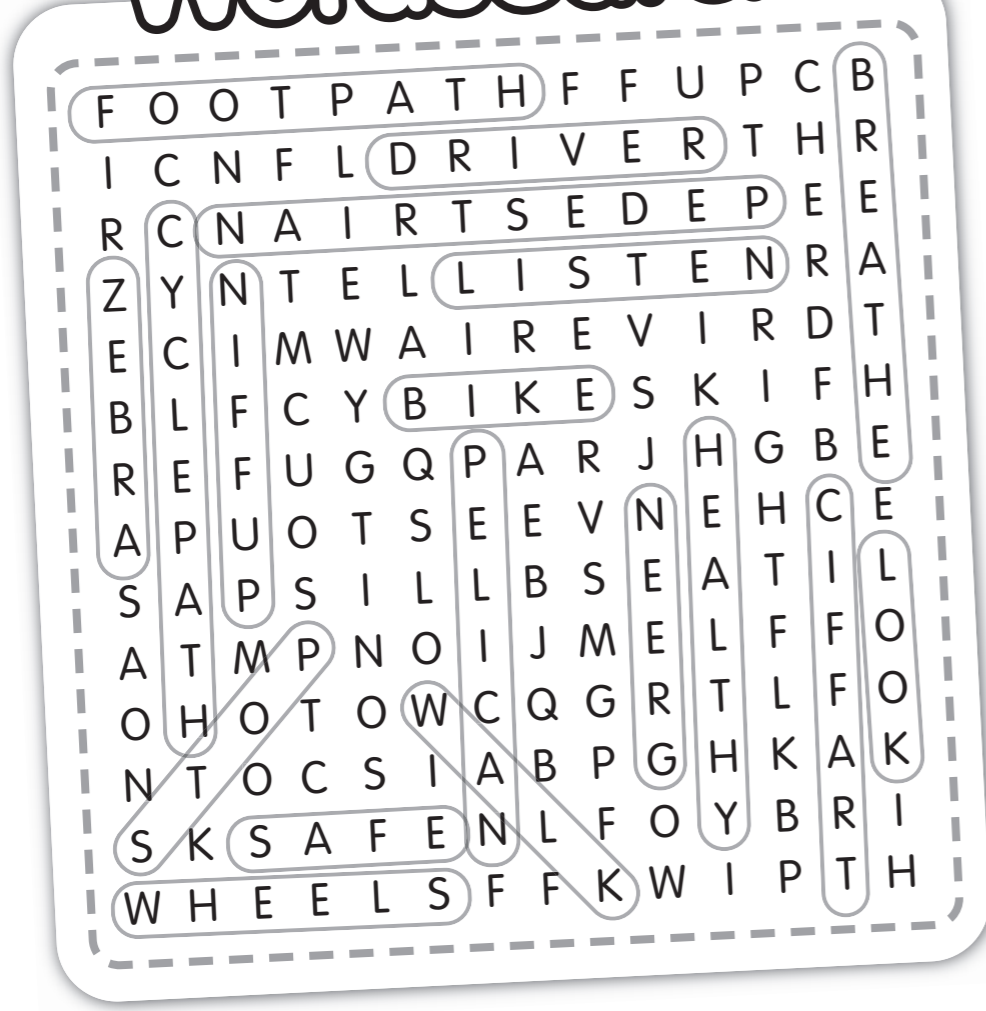 FOOTPATHFFUPCB
ICNFLDRIVERTHR
RCNAIRTSEDEPEE
ZYNTELLISTENRA
ECIMWAIREVIRDT
BLFCYBIKESKIFH
REFUGQPARJHGBE
APUOTSEEVNEHCE
SAPSILLBSEATIL
ATMPNOIJMELFFO
OHOTOWCQGRTLFO
NTOCSIABPGHKAK
SKSAFENLFOYBRI
WHEELSFFKWIPTH